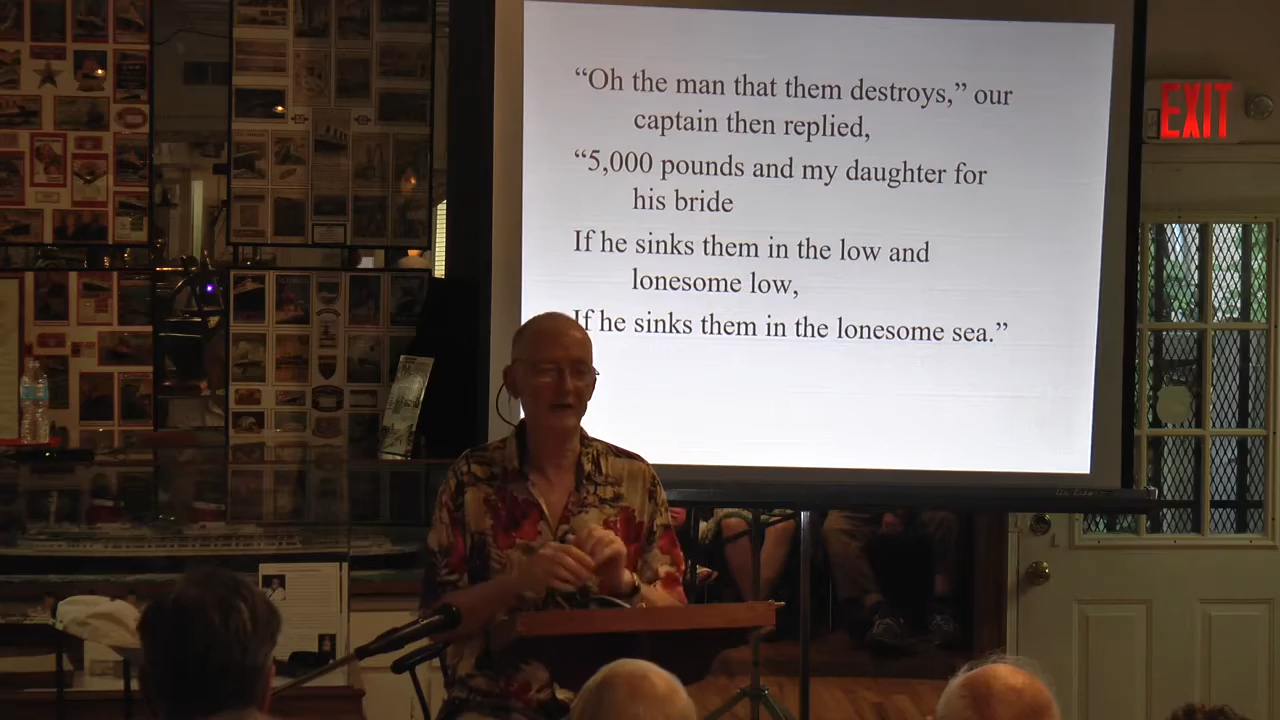 “Oh the man that them destroys,” our
captain then replied,
“5,000 pounds and my daughter for
his bride
If he sinks them in the low and
lonesome low,
If he sinks them in the lonesome sea.”
EXIT